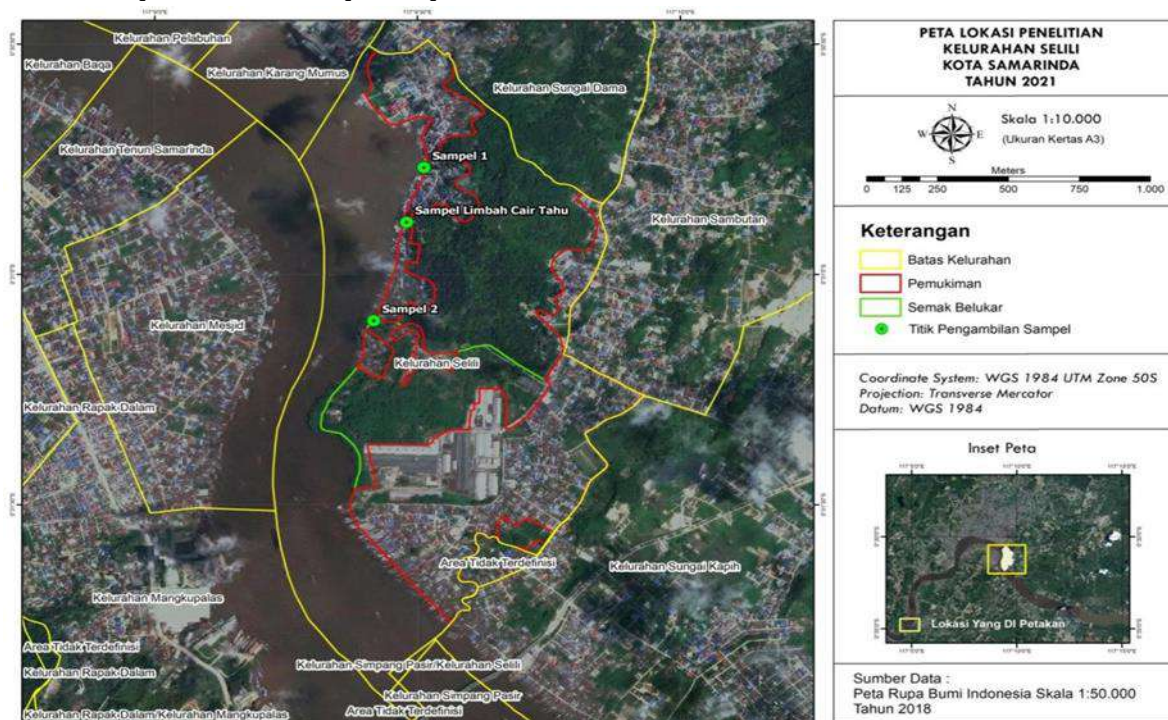 Kelurahan Pelabuhan
Kelurahan Baqa
Kelurahan Karang Mumus
Kelurahan Sungai Dama
Kelurahan Tenun Samarinda
Sampel 1
Sampel Limbah Cair Tahu
Kelurahan Sambutan
Kelurahan Mesjid
Sampel 2
Kelurahan Selili
Kelurahan Rapak Dalam
Area Tidak Terdefinisi
Kelurahan Sungai Kapih
Kelurahan Mangkupalas
Area Tidak Terdefinisi
Kelurahan Rapak Dalam
Kelurahan Simpang Pasir/Kelurahan Selili
Kelurahan Simpang Pasir
Area Tidak Terdefinisi
Kelurahan Rapak Dalam/Kelurahan Mangkupalas
PETA LOKASI PENELITIAN
KELURAHAN SELILI
KOTA SAMARINDA
TAHUN 2021
N
W E
S
Skala 1:10.000
(Ukuran Kertas A3)
Meters
0 125 250 500 750 1.000
Keterangan
Batas Kelurahan
Pemukiman
Semak Belukar
Titik Pengambilan Sampel
Coordinate System: WGS 1984 UTM Zone 50S
Projection: Transverse Mercator
Datum: WGS 1984
Inset Peta
Lokasi Yang DI Petakan
Sumber Data :
Peta Rupa Bumi Indonesia Skala 1:50.000
Tahun 2018